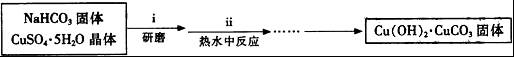 NaHCO₃ 固体
CuSO₄·5H₂O 晶体
i
研磨
ii
热水中反应
……
Cu(OH)₂·CuCO₃ 固体